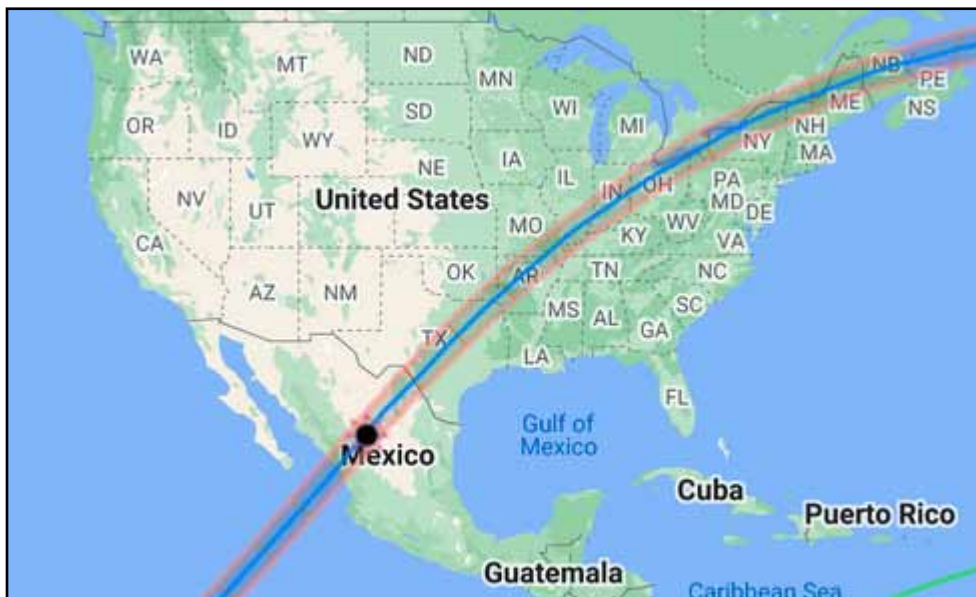 WA
MT
ND
MN
NB
PE
OR
ID
SD
WI
MI
ME
NS
WY
NY
NH
MA
NE
IA
IL
IN
OH
PA
NV
UT
United States
MD
DE
CA
MO
KY
WV
VA
AZ
NM
OK
AR
TN
NC
MS
AL
SC
GA
TX
LA
FL
Gulf of
Mexico
Mexico
Cuba
Puerto Rico
Guatemala
Caribbean Sea